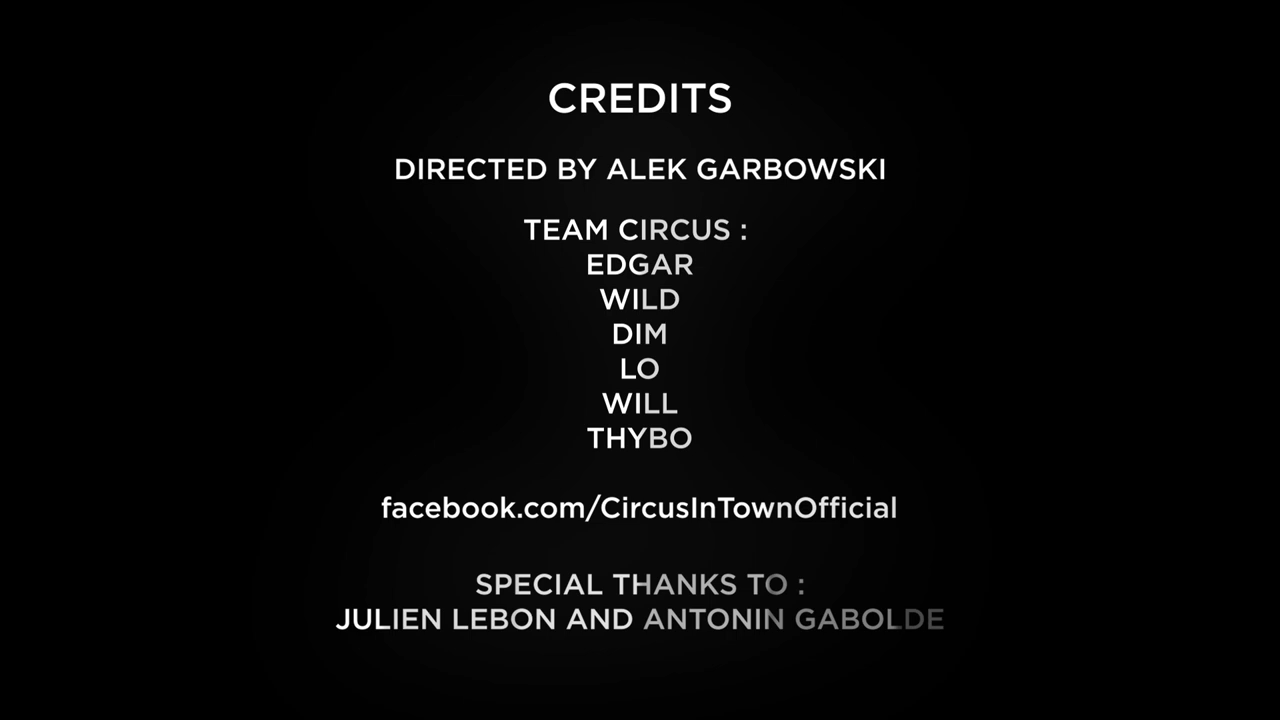 CREDITS
DIRECTED BY ALEK GARBOWSKI
TEAM CIRCUS :
EDGAR
WILD
DIM
LO
WILL
THYBO
facebook.com/CircusInTownOfficial
SPECIAL THANKS TO :
JULIEN LEBON AND ANTONIN GABOLDE